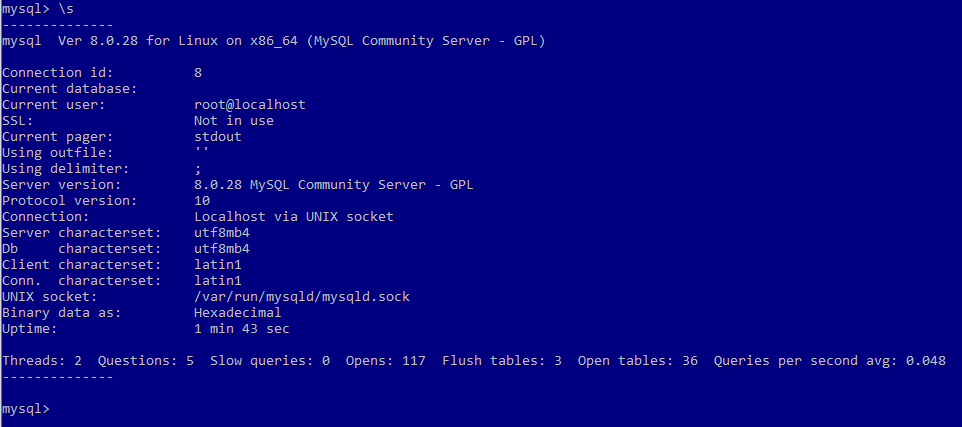 mysql> \s
--------------
mysql  Ver 8.0.28 for Linux on x86_64 (MySQL Community Server - GPL)

Connection id:          8
Current database:
Current user:           root@localhost
SSL:                    Not in use
Current pager:          stdout
Using outfile:          ''
Using delimiter:        ;
Server version:         8.0.28 MySQL Community Server - GPL
Protocol version:       10
Connection:             Localhost via UNIX socket
Server characterset:    utf8mb4
Db     characterset:    utf8mb4
Client characterset:    latin1
Conn.  characterset:    latin1
UNIX socket:            /var/run/mysqld/mysqld.sock
Binary data as:         Hexadecimal
Uptime:                 1 min 43 sec

Threads: 2  Questions: 5  Slow queries: 0  Opens: 117  Flush tables: 3  Open tables: 36  Queries per second avg: 0.048
--------------

mysql>